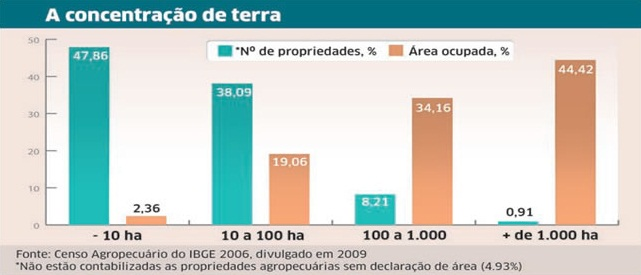 A concentração de terra
*Nº de propriedades, % Área ocupada, %
50
40
30
20
10
0
47,86
2,36
38,09
19,06
8,21
34,16
0,91
44,42
- 10 ha 10 a 100 ha 100 a 1.000 + de 1.000 ha
Fonte: Censo Agropecuário do IBGE 2006, divulgado em 2009
*Não estão contabilizadas as propriedades agropecuárias sem declaração de área (4.93%)